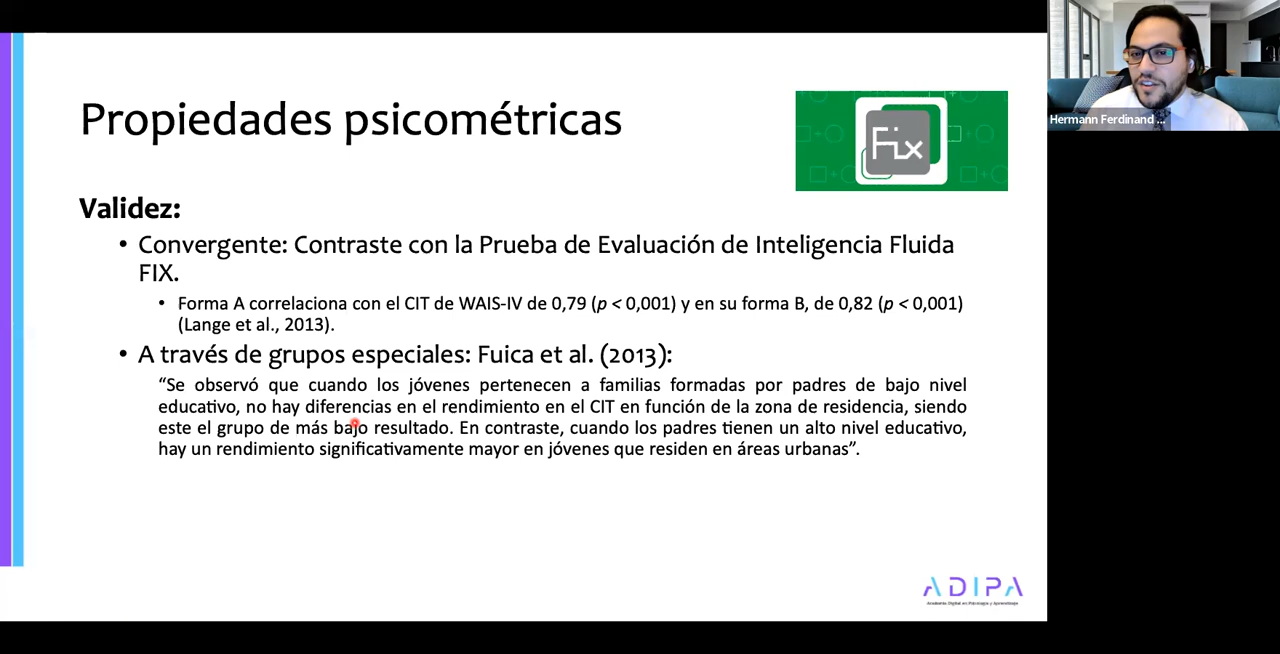 Propiedades psicométricas
Fix
Hermann Ferdinand ...
Validez:
• Convergente: Contraste con la Prueba de Evaluación de Inteligencia Fluida
FIX.
• Forma A correlaciona con el CIT de WAIS-IV de 0,79 (p < 0,001) y en su forma B, de 0,82 (p < 0,001)
(Lange et al., 2013).
• A través de grupos especiales: Fuica et al. (2013):
“Se observó que cuando los jóvenes pertenecen a familias formadas por padres de bajo nivel
educativo, no hay diferencias en el rendimiento en el CIT en función de la zona de residencia, siendo
este el grupo de más bajo resultado. En contraste, cuando los padres tienen un alto nivel educativo,
hay un rendimiento significativamente mayor en jóvenes que residen en áreas urbanas”.
ADIPA
Academia Digital en Psicología y Aprendizaje